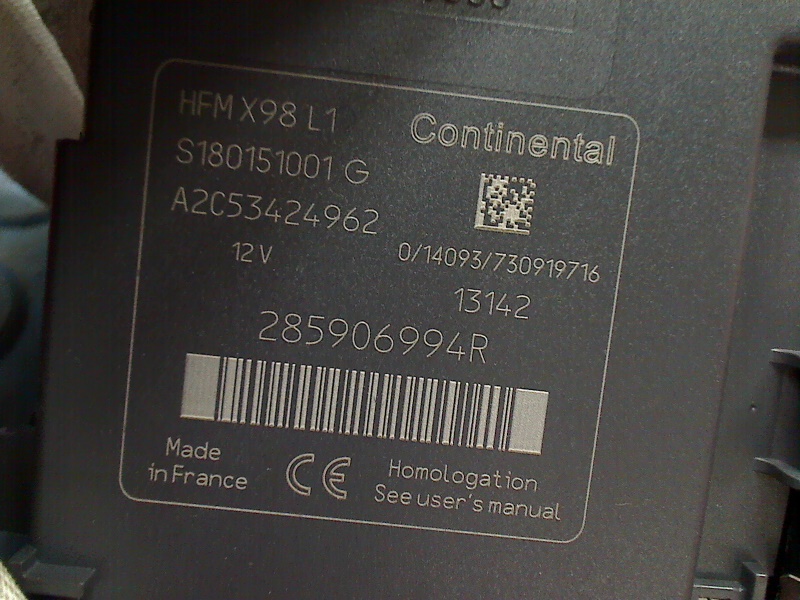 HFM X98 L1
Continental
S180151001 G
A2C53424962
12 V
0/14093/730919716
13142
285906994R
Made
in France
CE
Homologation
See user's manual